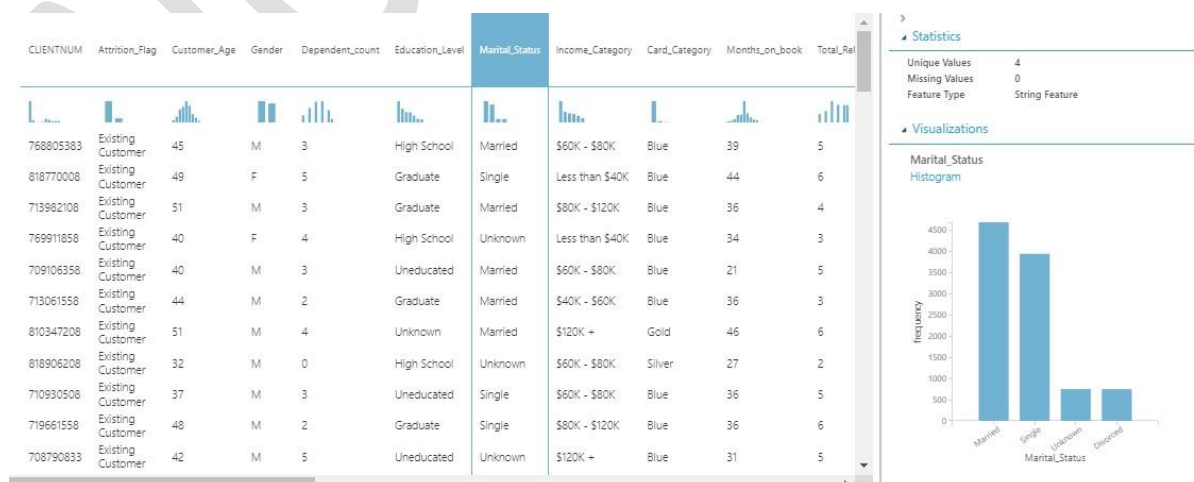 CLIENTNUM Attrition_Flag Customer_Age Gender Dependent_count Education_Level Marital_Status Income_Category Card_Category Months_on_book Total_Rel
768805383 Existing Customer 45 M 3 High School Married $60K - $80K Blue 39 5
818770008 Existing Customer 49 F 5 Graduate Single Less than $40K Blue 44 6
713982108 Existing Customer 51 M 3 Graduate Married $80K - $120K Blue 36 4
769911858 Existing Customer 40 F 4 High School Unknown Less than $40K Blue 34 3
709106358 Existing Customer 40 M 3 Uneducated Married $60K - $80K Blue 21 5
713061558 Existing Customer 44 M 2 Graduate Married $40K - $60K Blue 36 3
810347208 Existing Customer 51 M 4 Unknown Married $120K + Gold 46 6
818906208 Existing Customer 32 M 0 High School Unknown $60K - $80K Silver 27 2
710930508 Existing Customer 37 M 3 Uneducated Single $60K - $80K Blue 36 5
719661558 Existing Customer 48 M 2 Graduate Single $80K - $120K Blue 36 6
708790833 Existing Customer 42 M 5 Uneducated Unknown $120K + Blue 31 5
Statistics
Unique Values 4
Missing Values 0
Feature Type String Feature
Visualizations
Marital_Status
Histogram
4500
4000
3500
3000
2500
2000
1500
1000
500
0
frequency
Married Single Unknown Divorced
Marital_Status